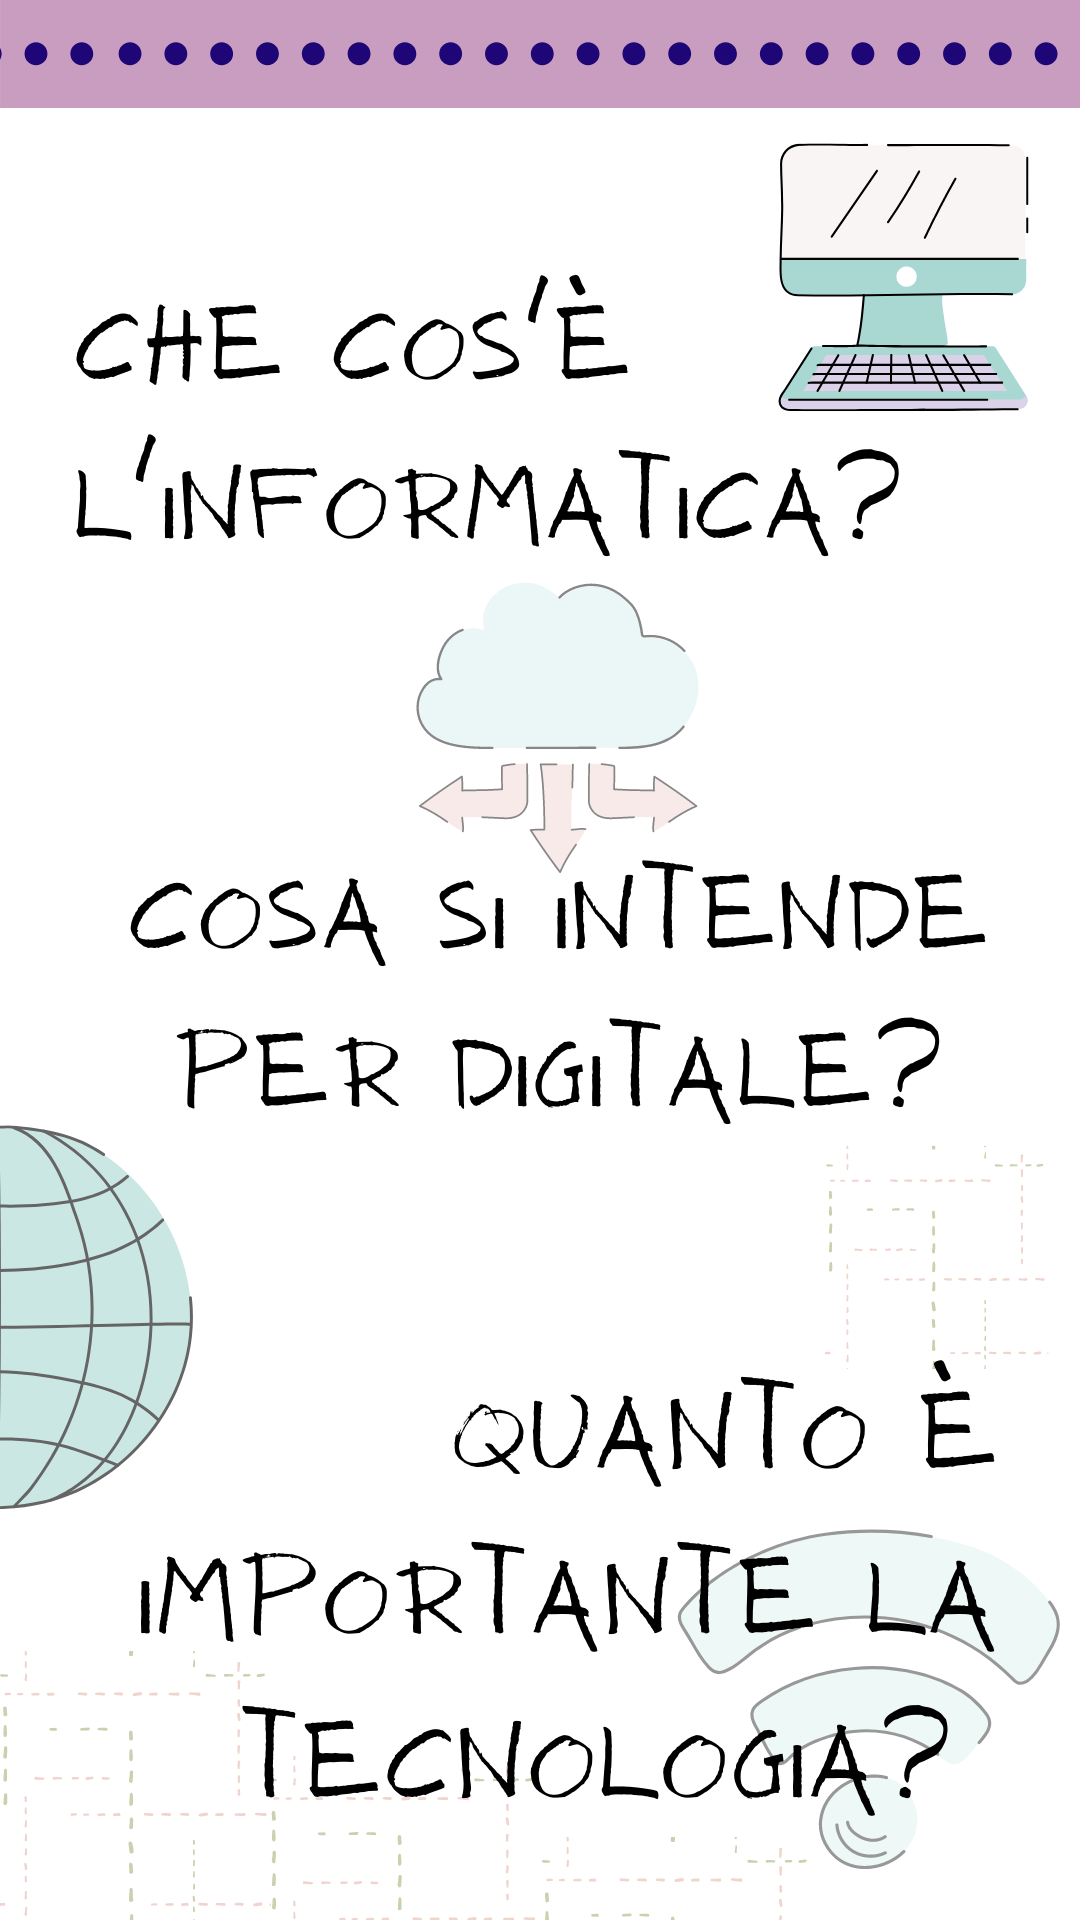 CHE COS'È
L'INFORMATICA?
COSA SI INTENDE
PER DIGITALE?
QUANTO È
IMPORTANTE LA
TECNOLOGIA?